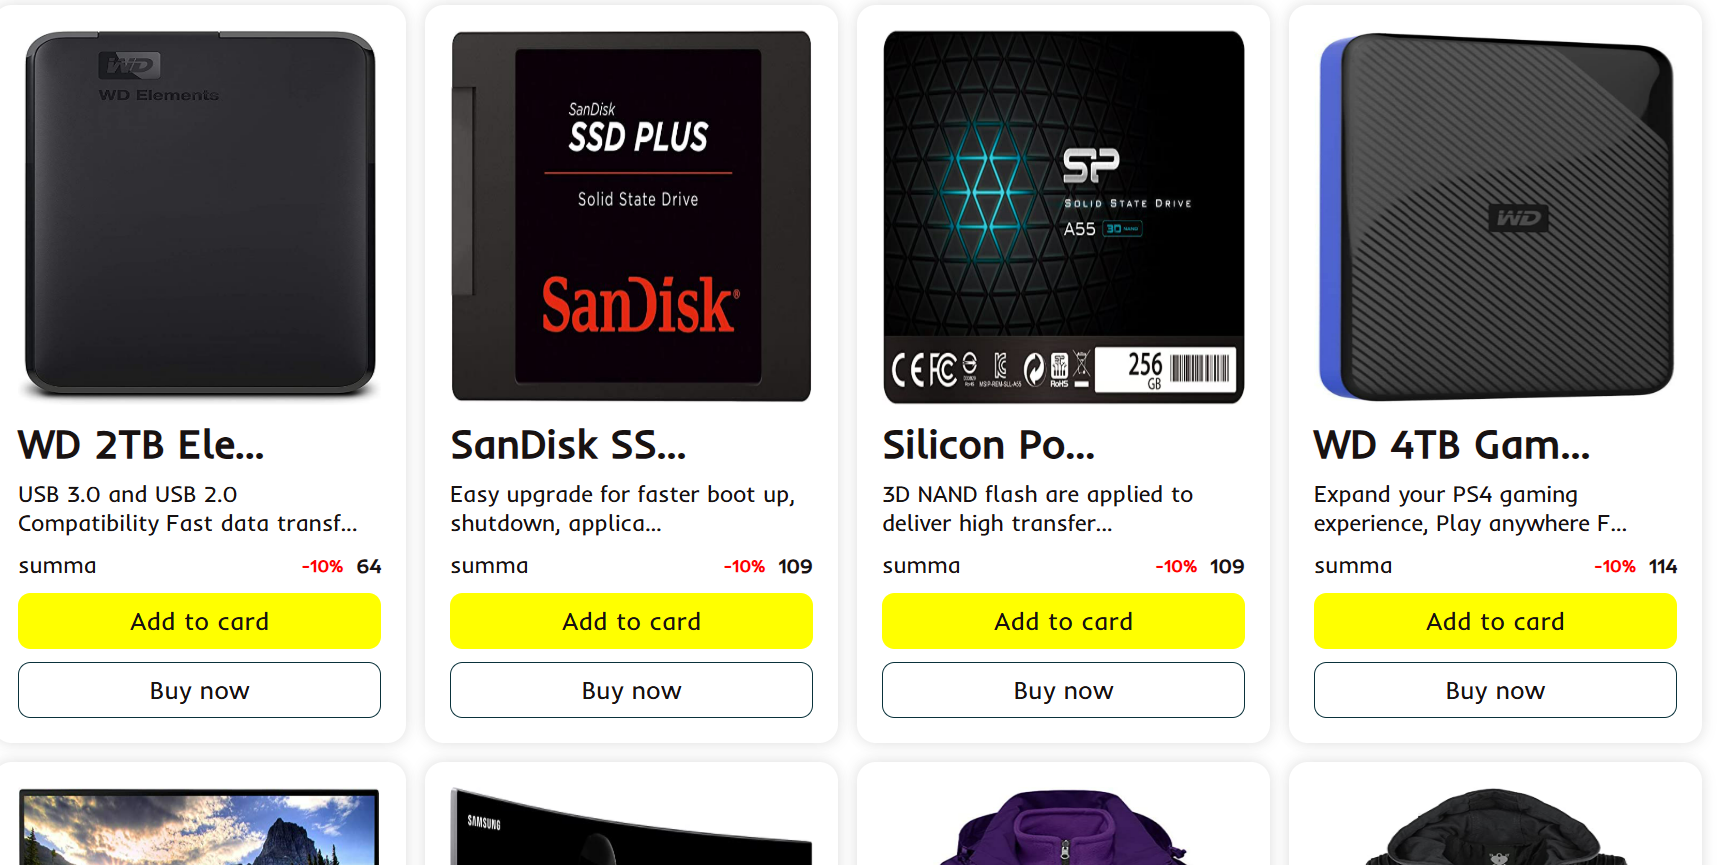 WD
WD Elements
SanDisk
SSD PLUS
Solid State Drive
SanDisk®
SP
SOLID STATE DRIVE
A55 3D NAND
CE FC
RoHS
256
GB
WD
WD 2TB Ele...
USB 3.0 and USB 2.0
Compatibility Fast data transf...
summa -10% 64
Add to card
Buy now
SanDisk SS...
Easy upgrade for faster boot up,
shutdown, applica...
summa -10% 109
Add to card
Buy now
Silicon Po...
3D NAND flash are applied to
deliver high transfer...
summa -10% 109
Add to card
Buy now
WD 4TB Gam...
Expand your PS4 gaming
experience, Play anywhere F...
summa -10% 114
Add to card
Buy now
SAMSUNG